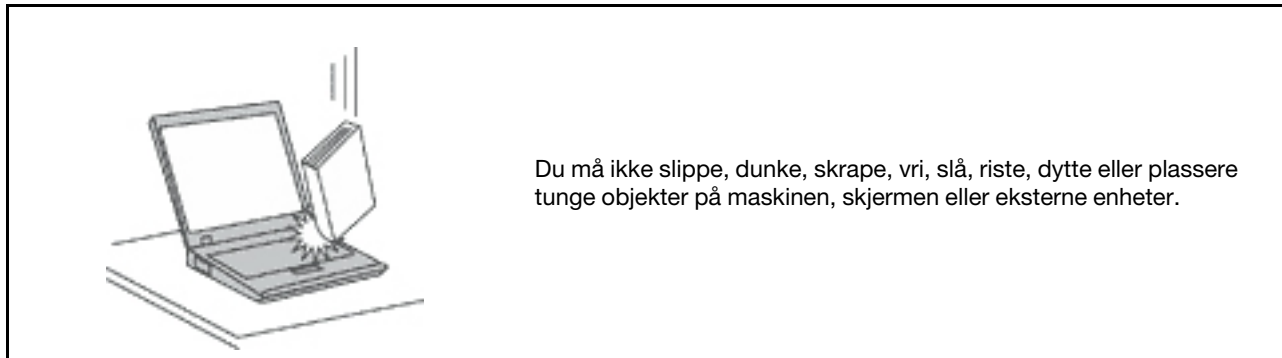 Du må ikke slippe, dunke, skrape, vri, slå, riste, dytte eller plassere
tunge objekter på maskinen, skjermen eller eksterne enheter.